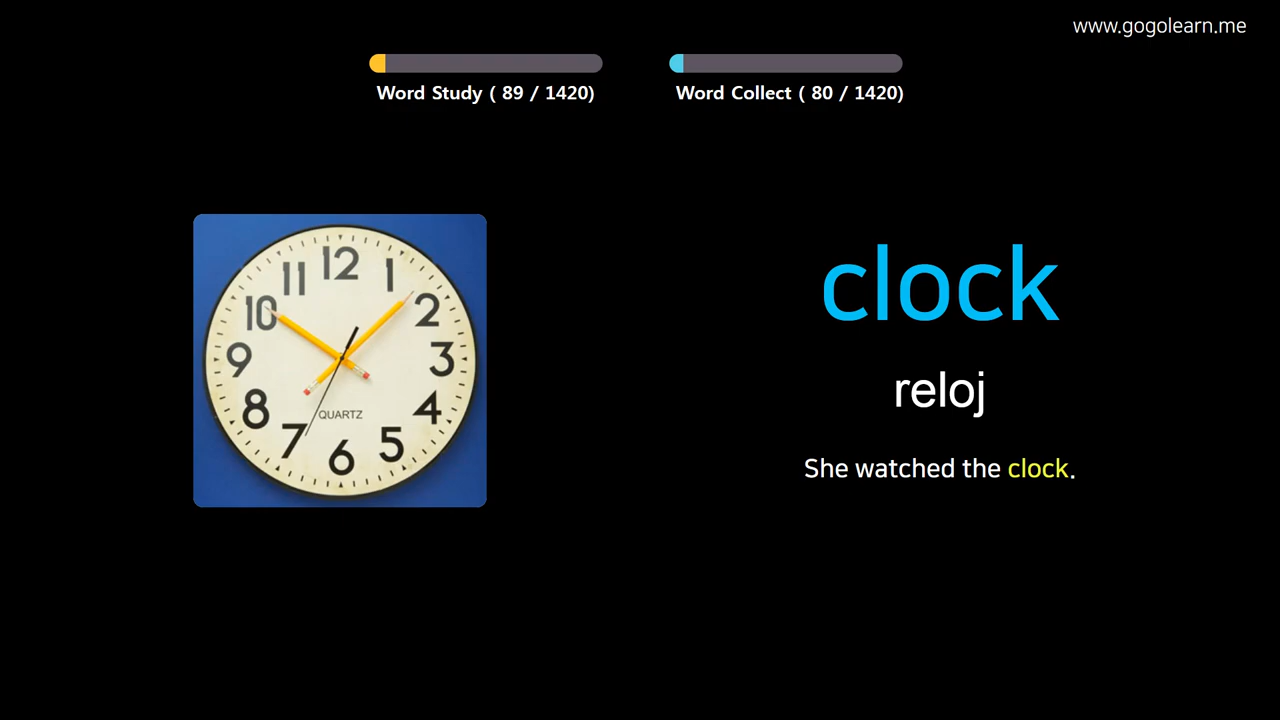 www.gogolearn.me
Word Study ( 89 / 1420)
Word Collect ( 80 / 1420)
12
11
1
10
2
9
3
8
4
7
5
6
QUARTZ
clock
reloj
She watched the clock.